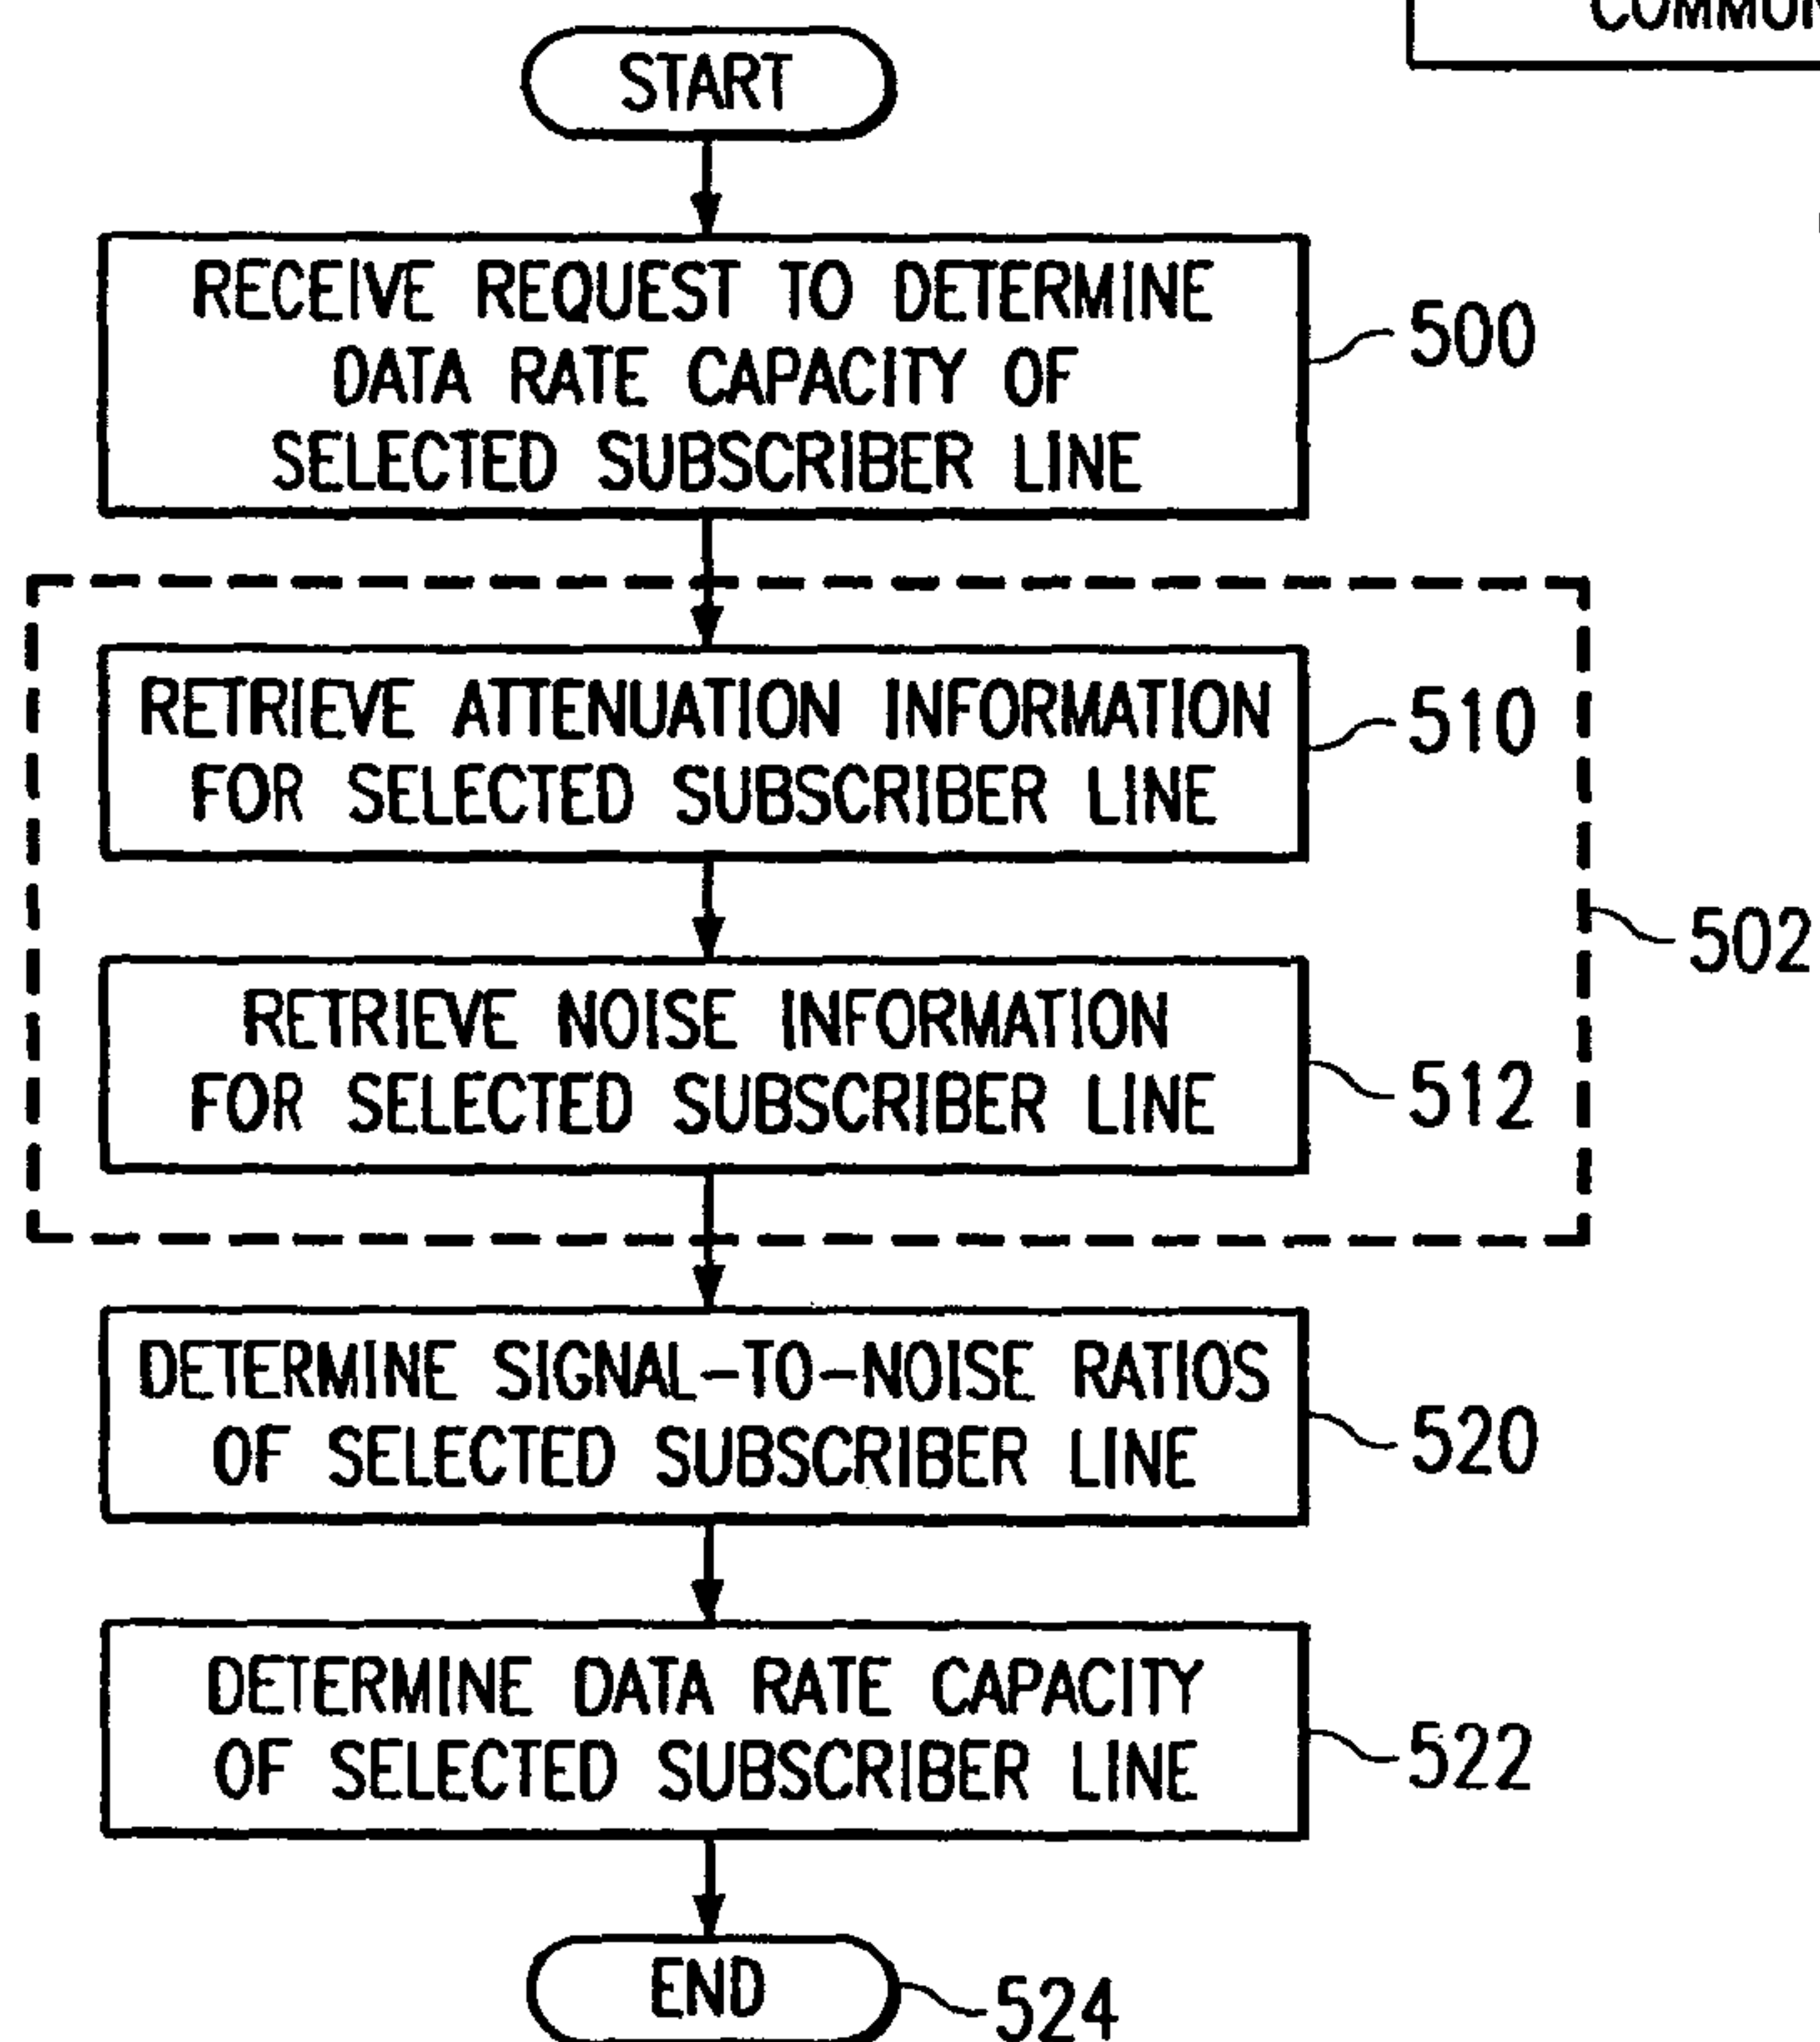 START
RECEIVE REQUEST TO DETERMINE
DATA RATE CAPACITY OF
SELECTED SUBSCRIBER LINE
500
RETRIEVE ATTENUATION INFORMATION
FOR SELECTED SUBSCRIBER LINE
510
502
RETRIEVE NOISE INFORMATION
FOR SELECTED SUBSCRIBER LINE
512
DETERMINE SIGNAL-TO-NOISE RATIOS
OF SELECTED SUBSCRIBER LINE
520
DETERMINE DATA RATE CAPACITY
OF SELECTED SUBSCRIBER LINE
522
END
524